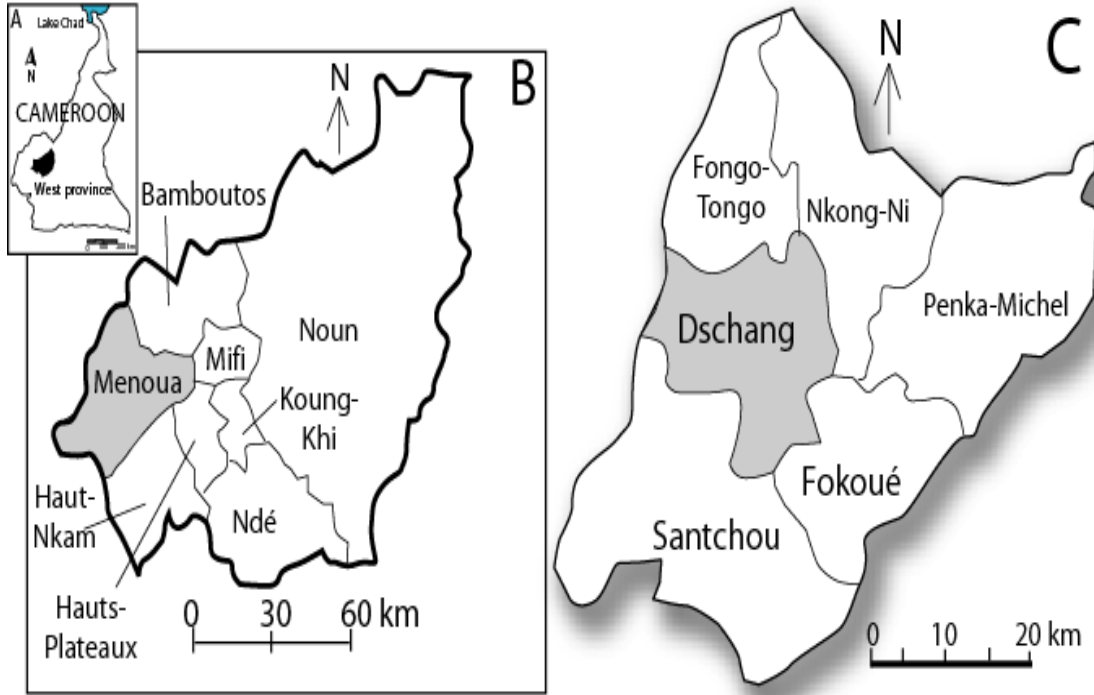 A
Lake Chad
N
CAMEROON
West province
B
N
Bamboutos
Noun
Mifi
Menoua
Koung-
Khi
Haut-
Nkam
Ndé
Hauts-
Plateaux
0 30 60 km
C
N
Fongo-
Tongo
Nkong-Ni
Penka-Michel
Dschang
Fokoué
Santchou
0 10 20 km